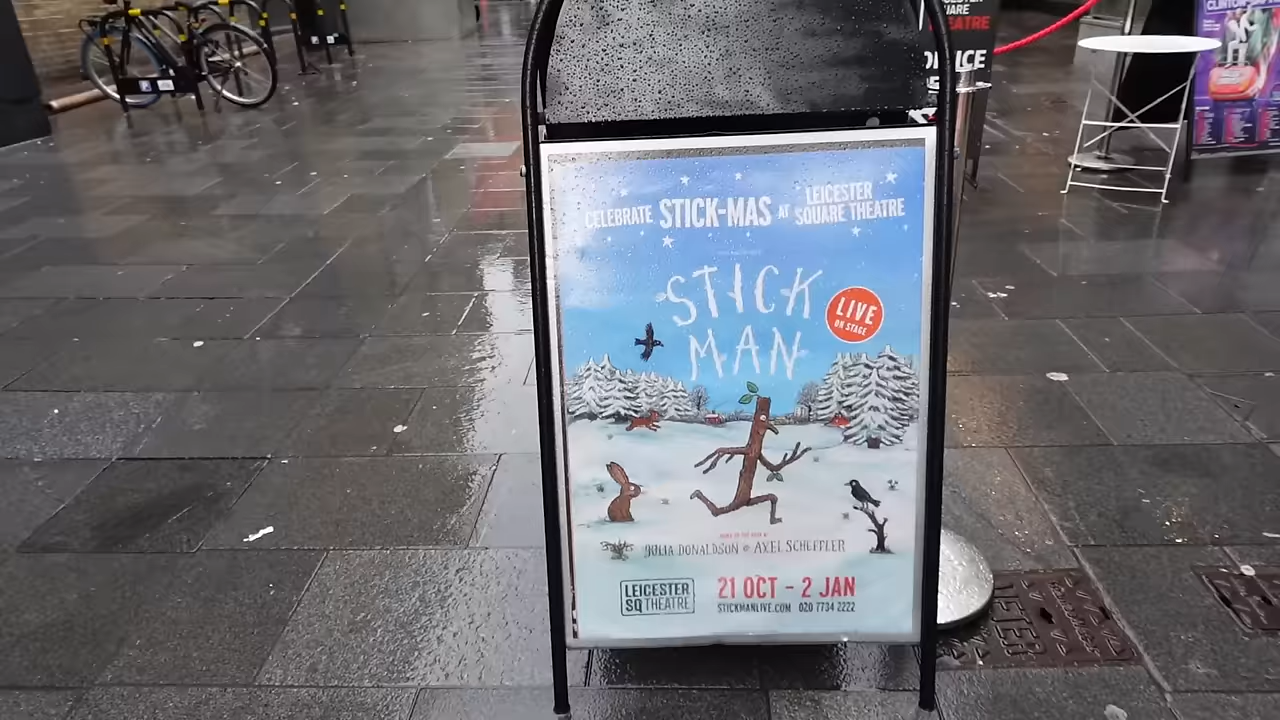 CELEBRATE STICK-MAS AT LEICESTER SQUARE THEATRE
STICK
MAN
LIVE
ON STAGE
JULIA DONALDSON & AXEL SCHEFFLER
LEICESTER
SQ THEATRE
21 OCT - 2 JAN
STICKMANLIVE.COM 020 7734 2222